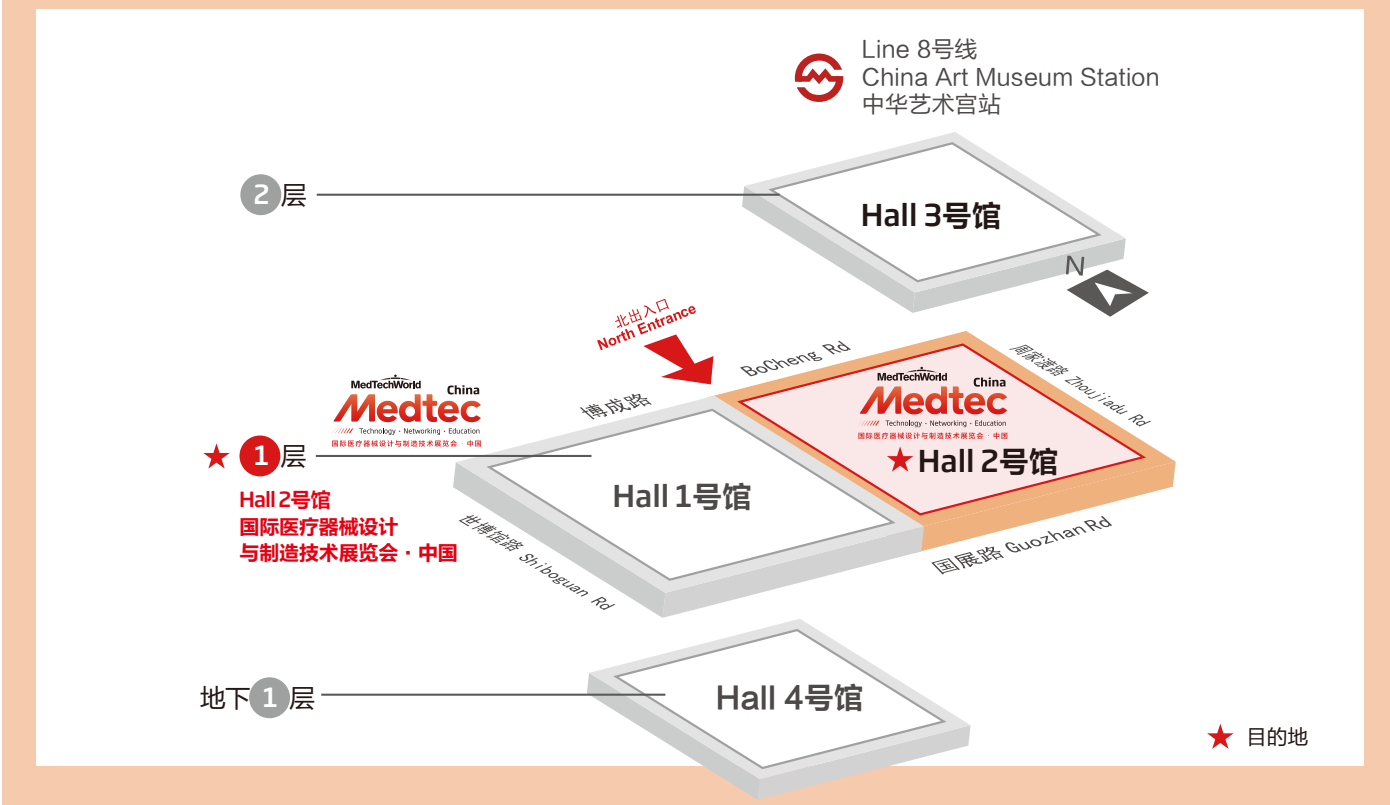 Line 8号线
China Art Museum Station
中华艺术宫站
2层
Hall 3号馆
N
北出入口
North Entrance
博成路
BoCheng Rd
周家渡路 Zhoujiadu Rd
MedTechWorld
China
Medtec
Technology · Networking · Education
国际医疗器械设计与制造技术展览会 · 中国
MedTechWorld
China
Medtec
Technology · Networking · Education
国际医疗器械设计与制造技术展览会 · 中国
★ Hall 2号馆
★ 1层
Hall 2号馆
国际医疗器械设计
与制造技术展览会 · 中国
Hall 1号馆
世博馆路 Shiboguan Rd
国展路 Guozhan Rd
地下1层
Hall 4号馆
★ 目的地